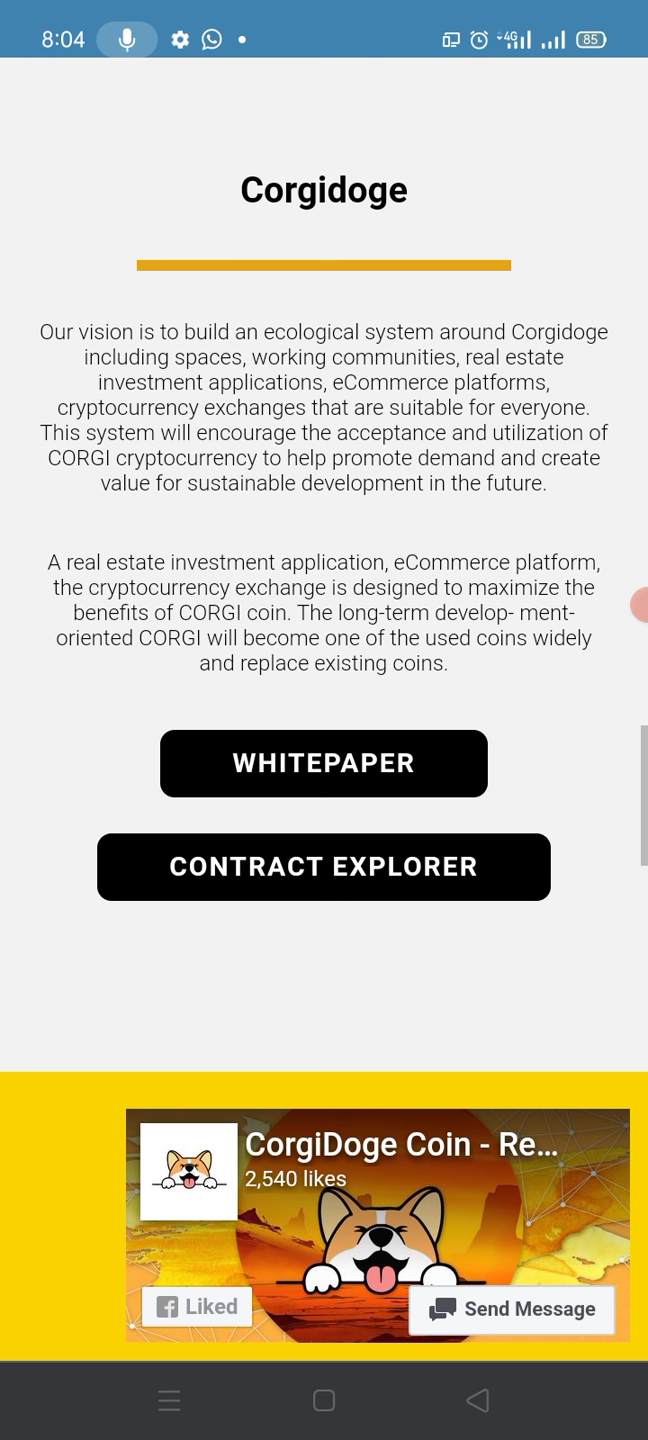 8:04
4G
85
Corgidoge
Our vision is to build an ecological system around Corgidoge
including spaces, working communities, real estate
investment applications, eCommerce platforms,
cryptocurrency exchanges that are suitable for everyone.
This system will encourage the acceptance and utilization of
CORGI cryptocurrency to help promote demand and create
value for sustainable development in the future.
A real estate investment application, eCommerce platform,
the cryptocurrency exchange is designed to maximize the
benefits of CORGI coin. The long-term develop- ment-
oriented CORGI will become one of the used coins widely
and replace existing coins.
WHITEPAPER
CONTRACT EXPLORER
CorgiDoge Coin - Re...
2,540 likes
Liked
Send Message